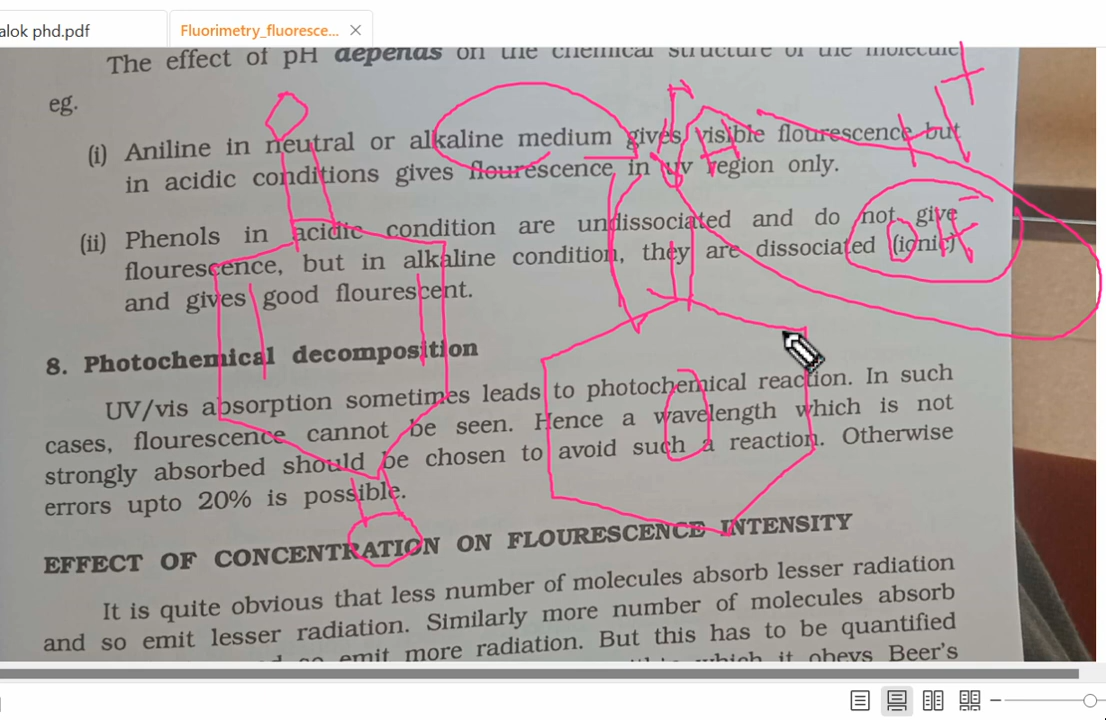 alok phd.pdf
Fluorimetry_fluoresce...
The effect of pH depends on the chemical structure of the molecule
eg.
(i) Aniline in neutral or alkaline medium gives visible flourescence but
in acidic conditions gives flourescence in uv region only.
(ii) Phenols in acidic condition are undissociated and do not give
flourescence, but in alkaline condition, they are dissociated (ionic)
and gives good flourescent.
8. Photochemical decomposition
UV/vis absorption sometimes leads to photochemical reaction. In such
cases, flourescence cannot be seen. Hence a wavelength which is not
strongly absorbed should be chosen to avoid such a reaction. Otherwise
errors upto 20% is possible.
EFFECT OF CONCENTRATION ON FLOURESCENCE INTENSITY
It is quite obvious that less number of molecules absorb lesser radiation
and so emit lesser radiation. Similarly more number of molecules absorb
emit more radiation. But this has to be quantified
which it obeys Beer's